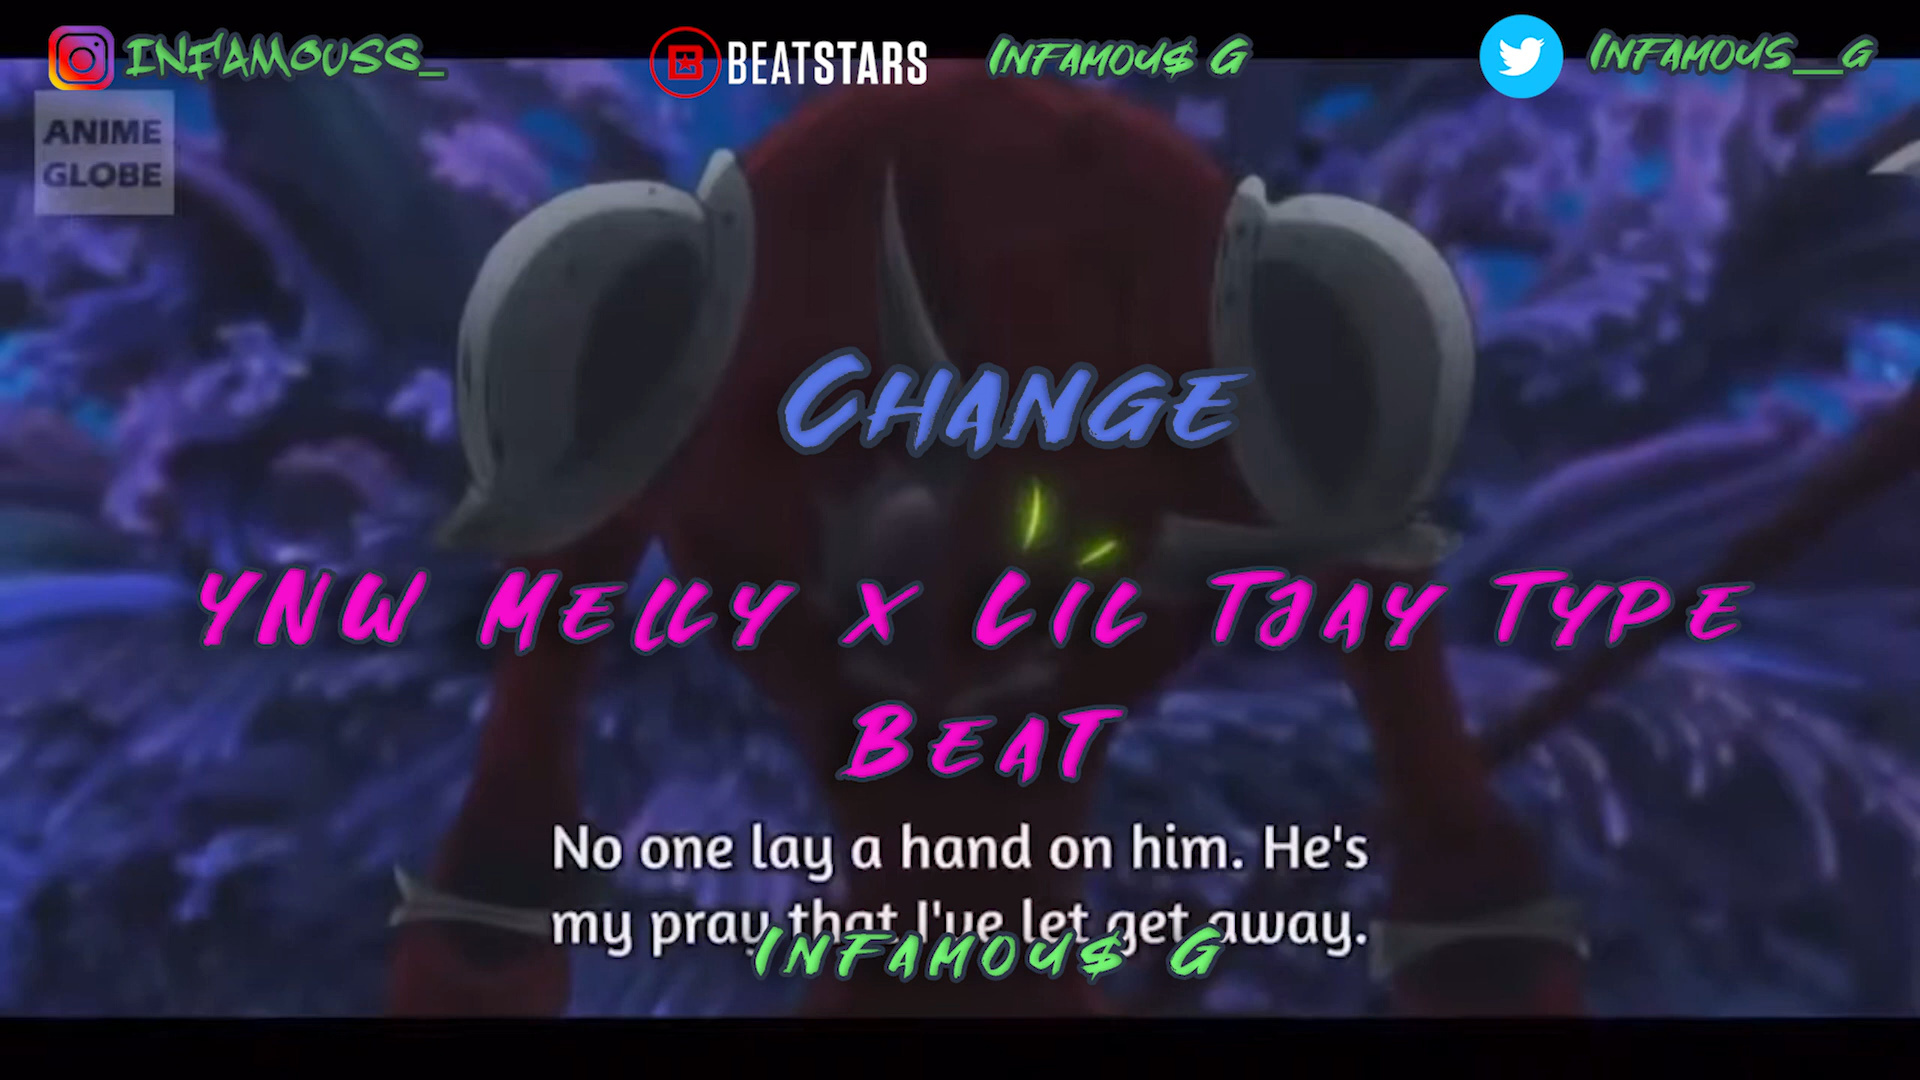 INFAMOUSG_
BEATSTARS
INFAMOU$ G
INFAMOUS__G
ANIME
GLOBE
CHANGE
YNW MELLY X LIL TJAY TYPE
BEAT
No one lay a hand on him. He's
my pray that I've let get away.
INFAMOU$ G